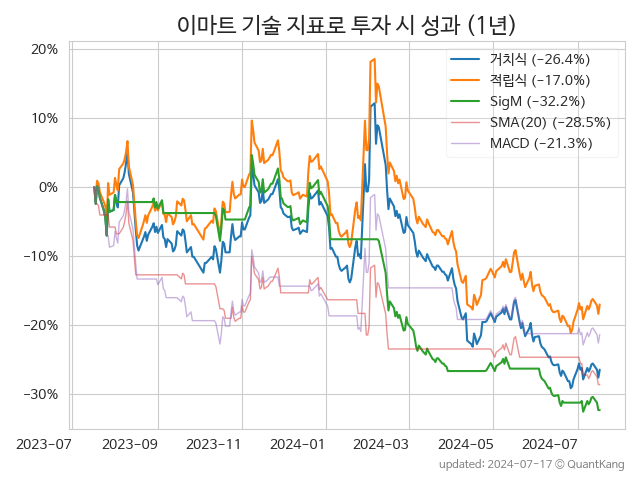 이마트 기술 지표로 투자 시 성과 (1년)
20%
10%
0%
−10%
−20%
−30%
거치식 (−26.4%)
적립식 (−17.0%)
SigM (−32.2%)
SMA(20) (−28.5%)
MACD (−21.3%)
2023-07
2023-09
2023-11
2024-01
2024-03
2024-05
2024-07
updated: 2024-07-17 © QuantKang